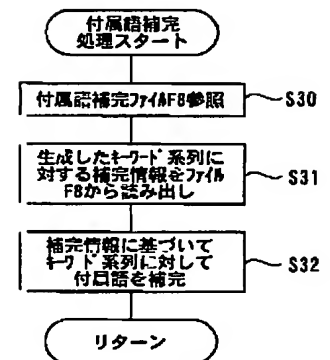 付属語補完
処理スタート
付属語補完ファイルF8参照
S30
生成したキーワード系列に
対する補完情報をファイル
F8から読み出し
S31
補完情報に基づいて
キーワード系列に対して
付属語を補完
S32
リターン